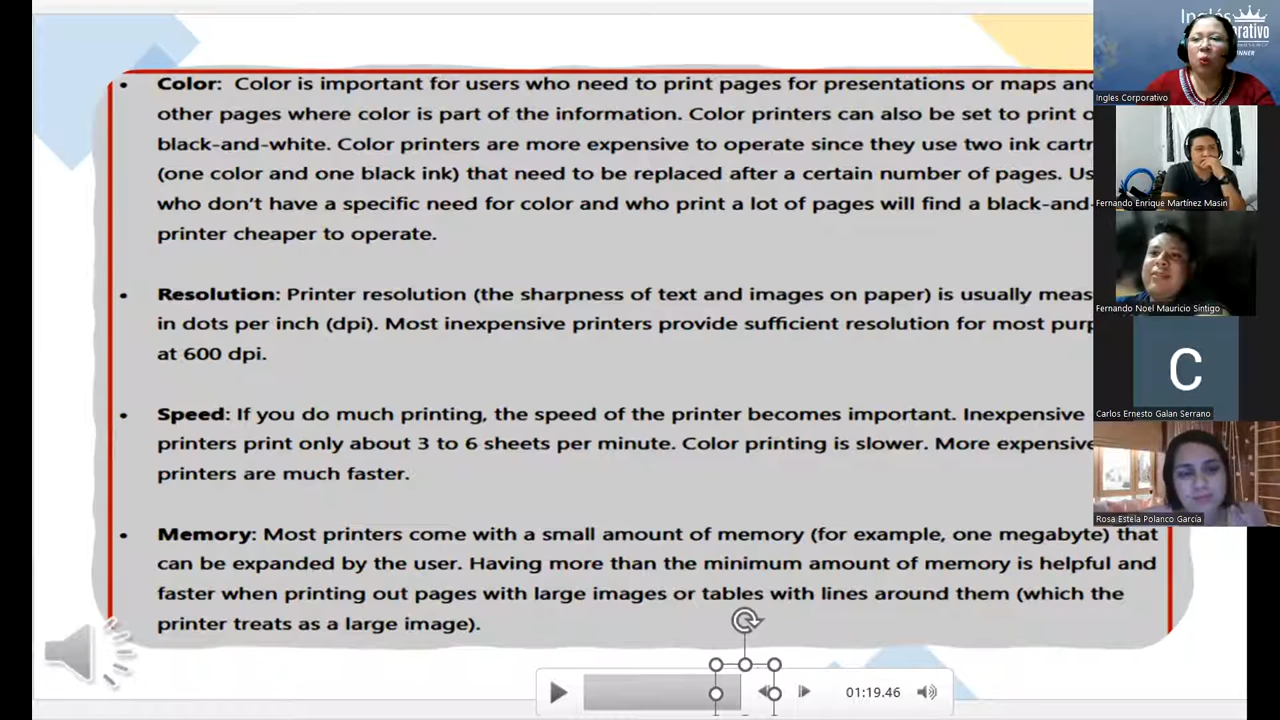 • Color: Color is important for users who need to print pages for presentations or maps and
other pages where color is part of the information. Color printers can also be set to print
black-and-white. Color printers are more expensive to operate since they use two ink
(one color and one black ink) that need to be replaced after a certain number of pages.
who don't have a specific need for color and who print a lot of pages will find a black-and-
printer cheaper to operate.
• Resolution: Printer resolution (the sharpness of text and images on paper) is usually
in dots per inch (dpi). Most inexpensive printers provide sufficient resolution for most
at 600 dpi.
• Speed: If you do much printing, the speed of the printer becomes important. Inexpensive
printers print only about 3 to 6 sheets per minute. Color printing is slower. More expensive
printers are much faster.
• Memory: Most printers come with a small amount of memory (for example, one megabyte) that
can be expanded by the user. Having more than the minimum amount of memory is helpful and
faster when printing out pages with large images or tables with lines around them (which the
printer treats as a large image).
01:19.46
Ingles Corporativo
Fernando Enrique Martínez Masin
Fernando Noel Mauricio Sintigo
C
Carlos Ernesto Galan Serrano
Rosa Estela Polanco García